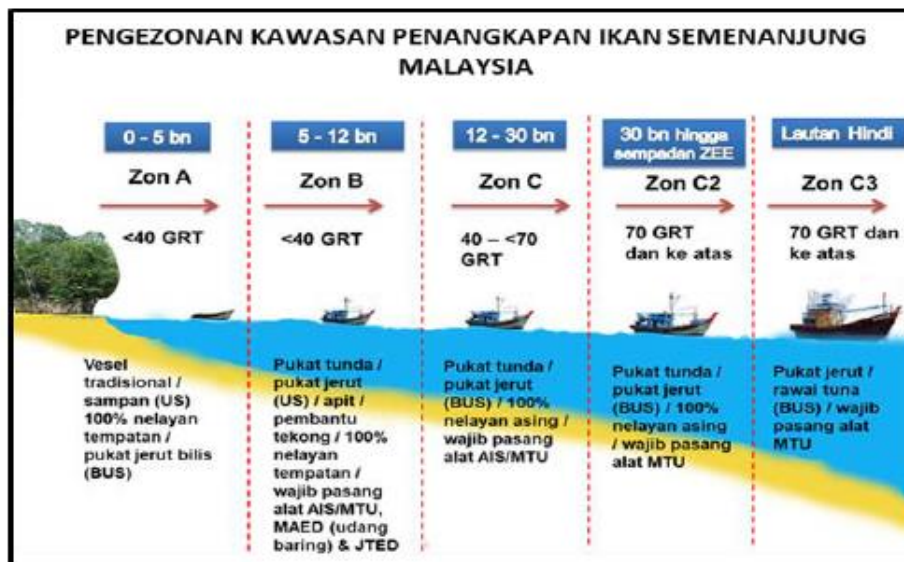 PENGEZONAN KAWASAN PENANGKAPAN IKAN SEMENANJUNG
MALAYSIA
0 - 5 bn
Zon A
<40 GRT
Vesel
tradisional /
sampan (US)
100% nelayan
tempatan /
pukat jerut bilis
(BUS)
5 - 12 bn
Zon B
<40 GRT
Pukat tunda /
pukat jerut
(US) / apit /
pembantu
tekong / 100%
nelayan
tempatan /
wajib pasang
alat AIS/MTU,
MAED (udang
baring) & JTED
12 - 30 bn
Zon C
40 – <70
GRT
Pukat tunda /
pukat jerut
(BUS) / 100%
nelayan asing /
wajib pasang
alat AIS/MTU
30 bn hingga
sempadan ZEE
Zon C2
70 GRT
dan ke atas
Pukat tunda /
pukat jerut
(BUS) / 100%
nelayan asing
/ wajib pasang
alat MTU
Lautan Hindi
Zon C3
70 GRT dan
ke atas
Pukat jerut /
rawai tuna
(BUS) / wajib
pasang alat
MTU